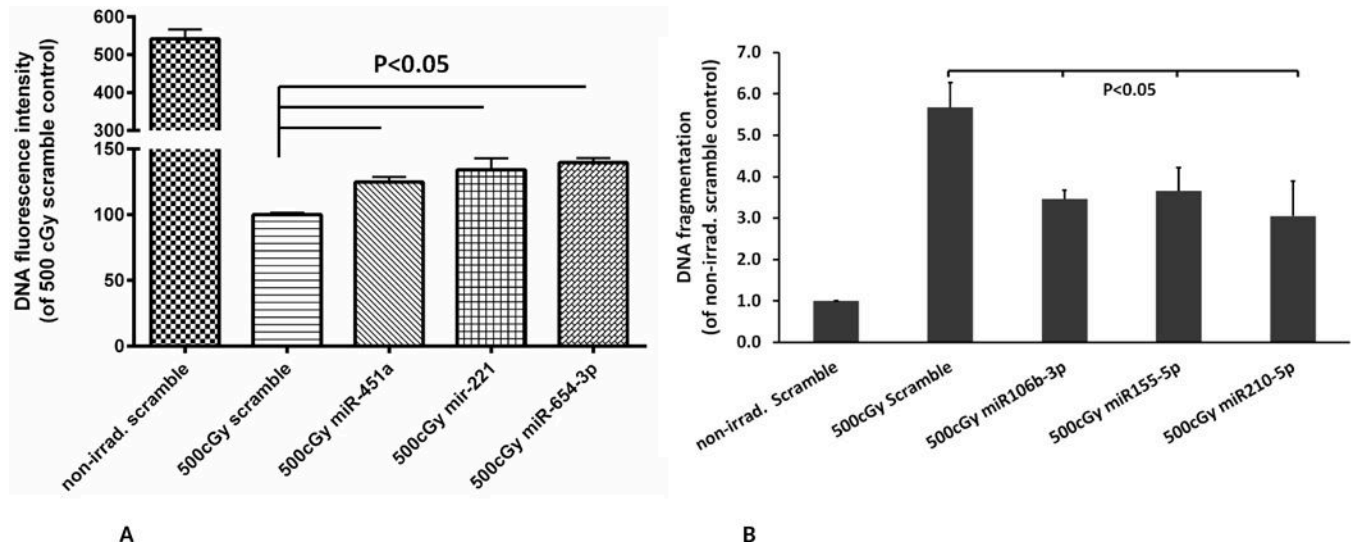 DNA fluorescence intensity
(of 500 cGy scramble control)
600
500
400
300
150
100
50
0
P<0.05
non-irrad. scramble
500cGy scramble
500cGy miR-451a
500cGy mir-221
500cGy miR-654-3p
A
DNA fragmentation
(of non-irrad. scramble control)
7.0
6.0
5.0
4.0
3.0
2.0
1.0
0.0
P<0.05
non-irrad. Scramble
500cGy Scramble
500cGy miR106b-3p
500cGy miR155-5p
500cGy miR210-5p
B